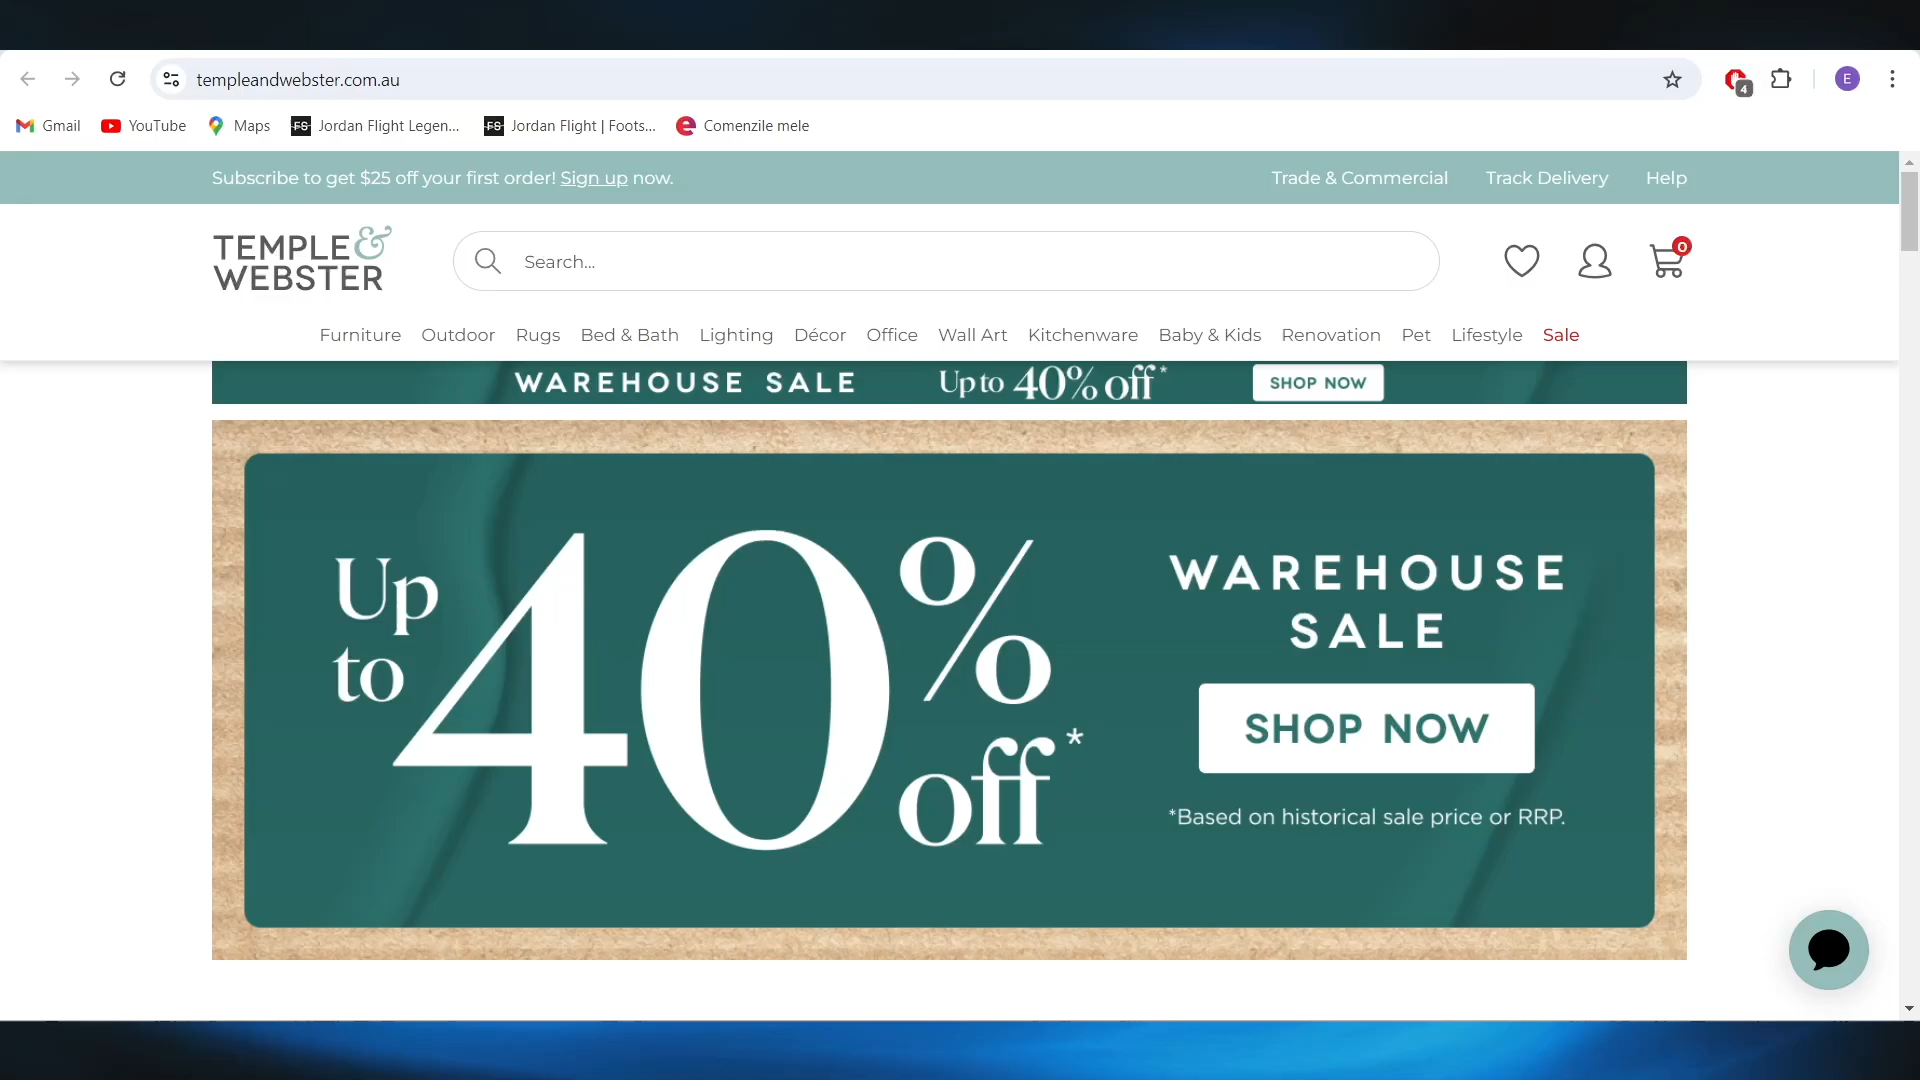 templeandwebster.com.au
4
E
Gmail YouTube Maps FS Jordan Flight Legen... FS Jordan Flight | Foots... e Comenzile mele
Subscribe to get $25 off your first order! Sign up now. Trade & Commercial Track Delivery Help
TEMPLE &
WEBSTER
Search...
0
Furniture Outdoor Rugs Bed & Bath Lighting Décor Office Wall Art Kitchenware Baby & Kids Renovation Pet Lifestyle Sale
WAREHOUSE SALE Up to 40% off* SHOP NOW
Up
to
40%
off*
WAREHOUSE
SALE
SHOP NOW
*Based on historical sale price or RRP.